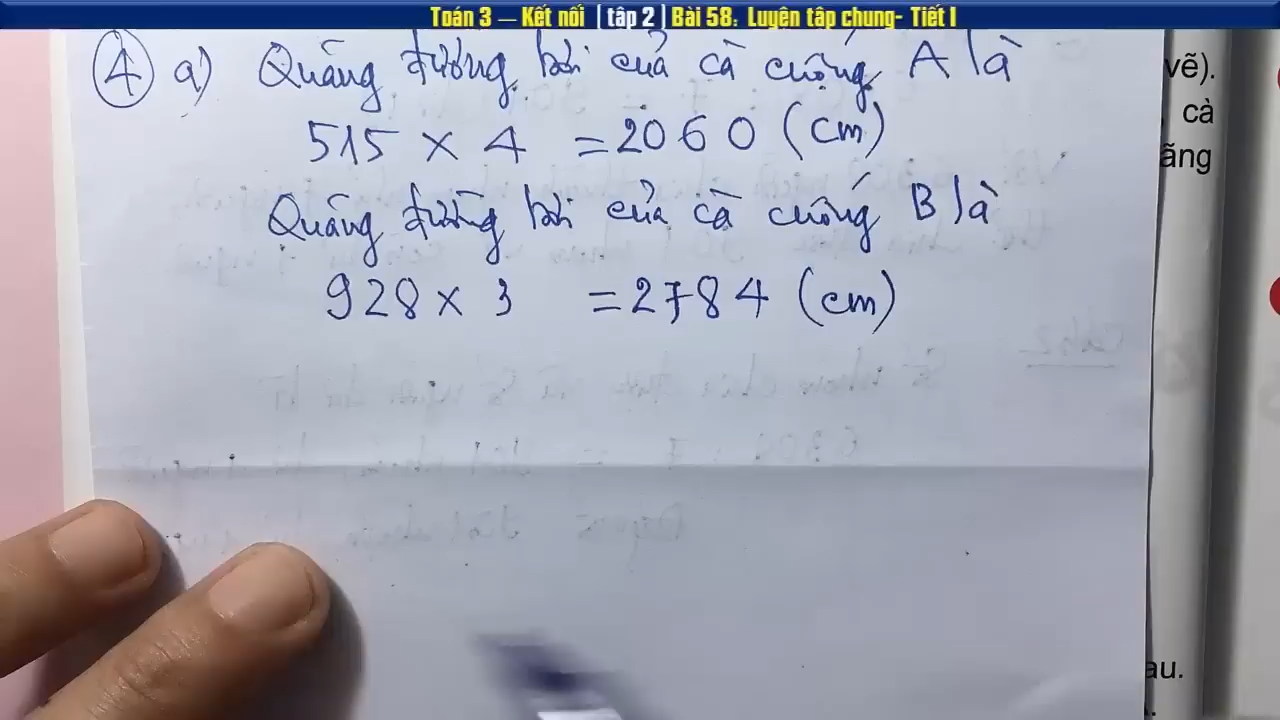 Toán 3 – Kết nối [ tập 2 ] Bài 58: Luyện tập chung- Tiết 1
4 a) Quãng đường bơi của cà cuống A là
515 x 4 = 2060 (cm)
Quãng đường bơi của cà cuống B là
928 x 3 = 2784 (cm)
vẽ).
cà
ãng
au.